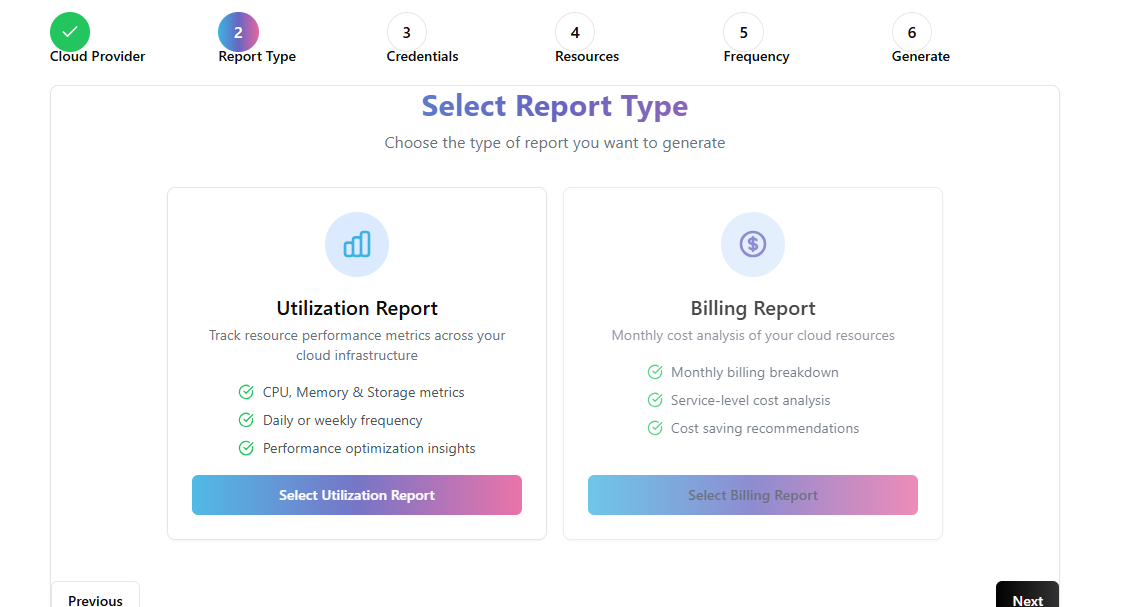 2
3
4
5
6
Cloud Provider
Report Type
Credentials
Resources
Frequency
Generate
Select Report Type
Choose the type of report you want to generate
Utilization Report
Track resource performance metrics across your
cloud infrastructure
CPU, Memory & Storage metrics
Daily or weekly frequency
Performance optimization insights
Select Utilization Report
$
Billing Report
Monthly cost analysis of your cloud resources
Monthly billing breakdown
Service-level cost analysis
Cost saving recommendations
Select Billing Report
Previous
Next